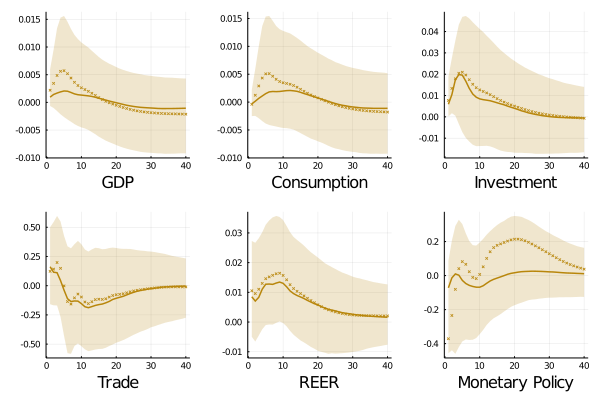 0.015 0.015 0.04
0.010 0.010 0.03
0.005 0.005 0.02
0.000 0.000 0.01
-0.005 -0.005 0.00
-0.010 -0.010 -0.01
0 10 20 30 40 0 10 20 30 40 0 10 20 30 40
GDP Consumption Investment
0.50 0.03 0.2
0.25 0.02 0.0
0.00 0.01 -0.2
-0.25 0.00 -0.4
-0.50 -0.01
0 10 20 30 40 0 10 20 30 40 0 10 20 30 40
Trade REER Monetary Policy